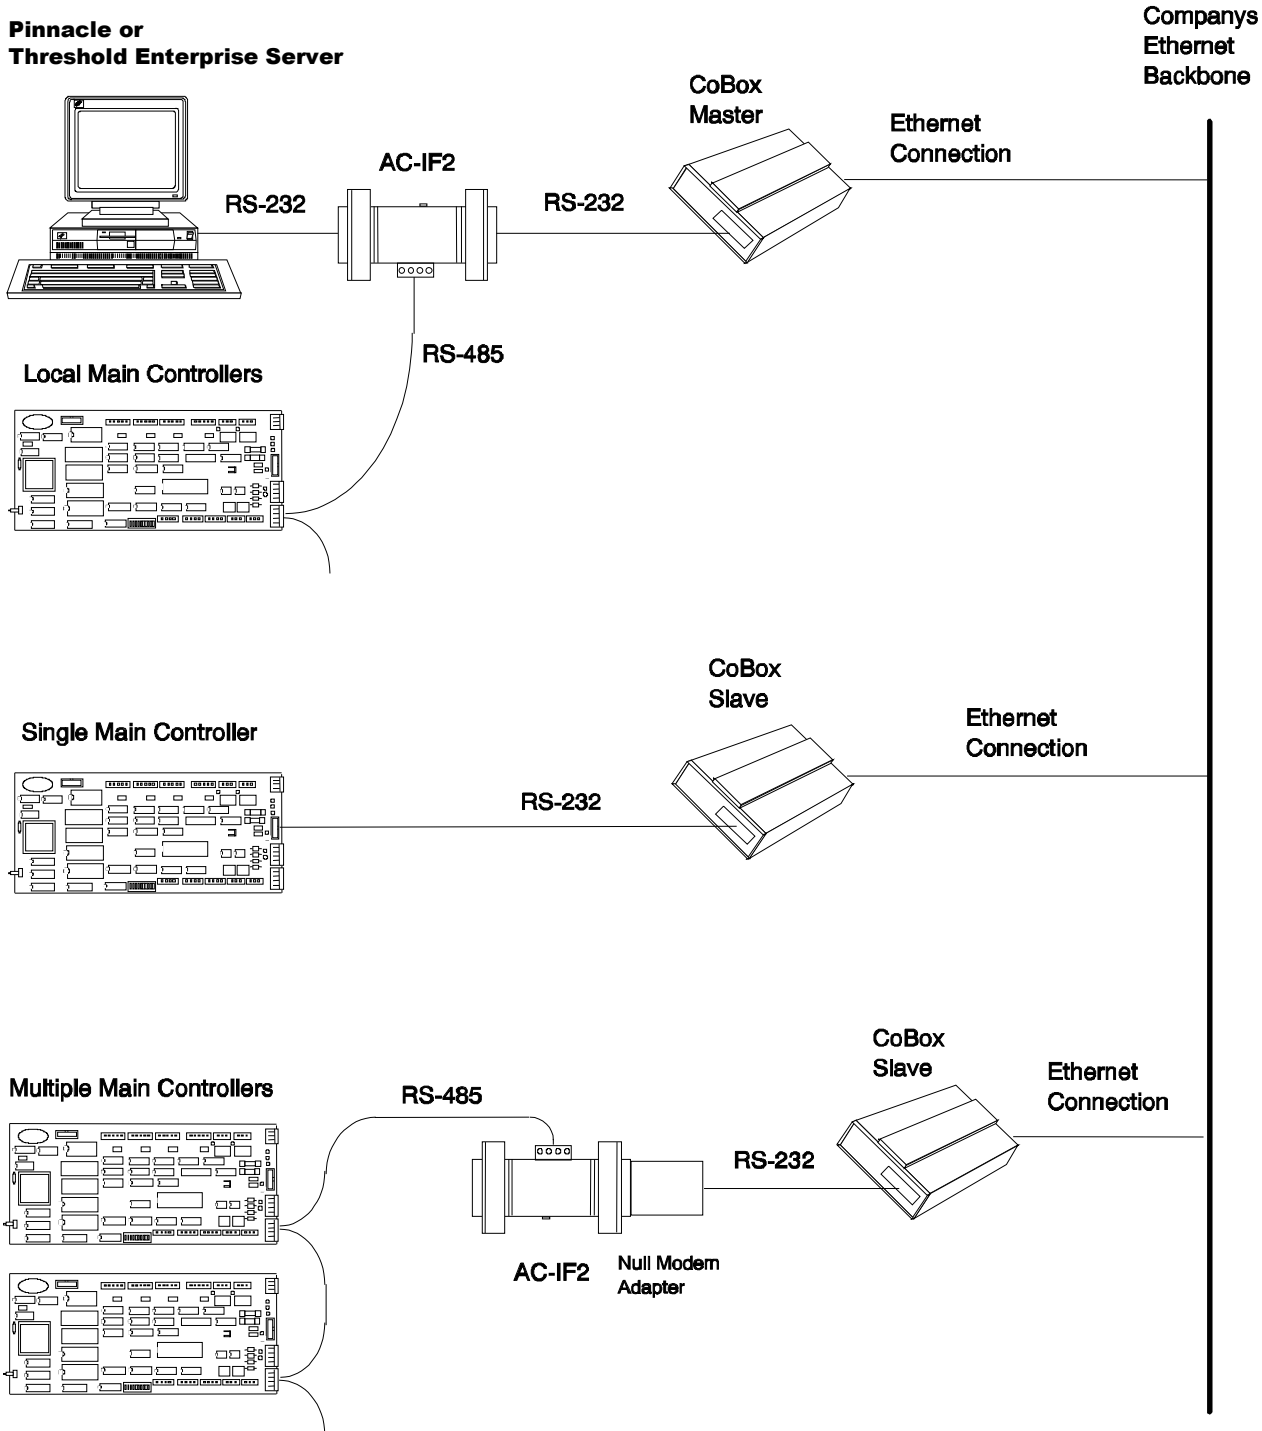 Pinnacle or
Threshold Enterprise Server
Companys
Ethernet
Backbone
CoBox
Master
Ethernet
Connection
AC-IF2
RS-232
RS-232
RS-485
Local Main Controllers
CoBox
Slave
Ethernet
Connection
Single Main Controller
RS-232
CoBox
Slave
Ethernet
Connection
Multiple Main Controllers
RS-485
RS-232
AC-IF2
Null Modem
Adapter